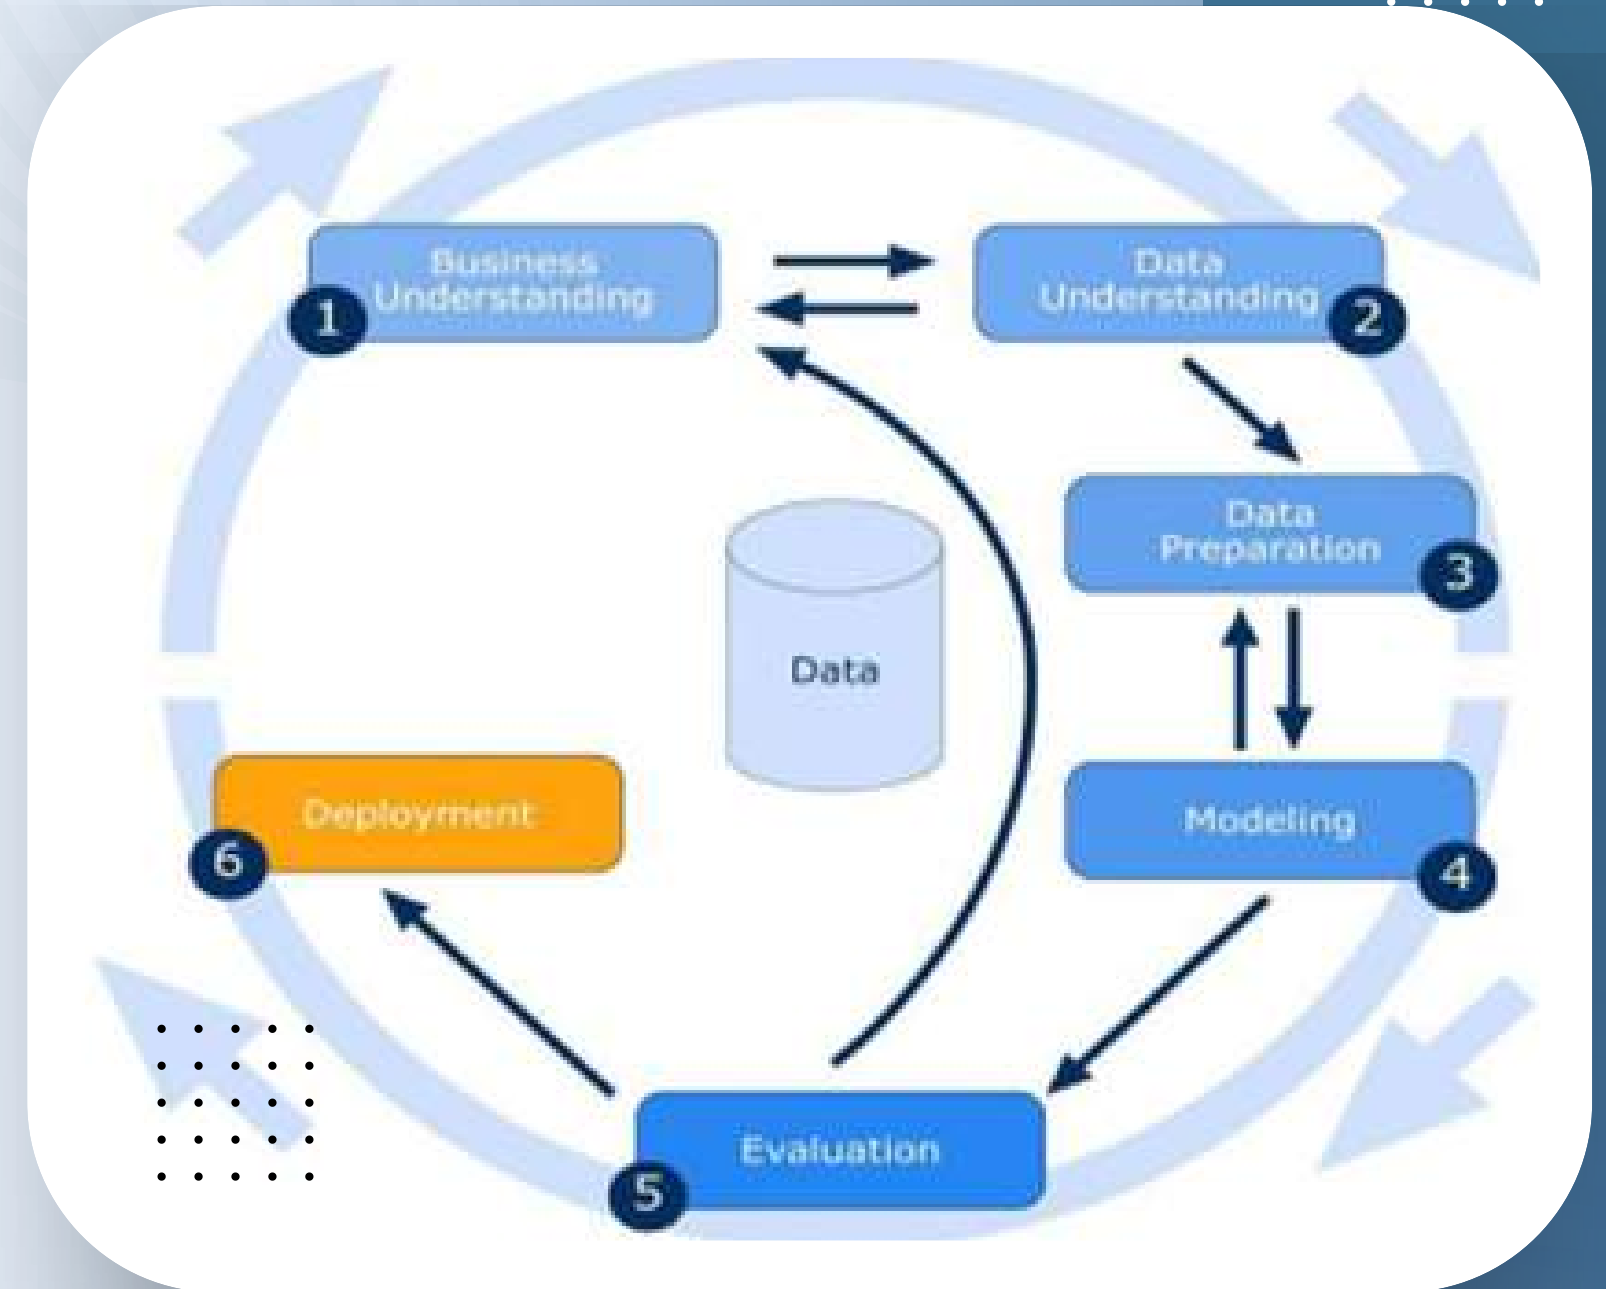 Business
Understanding
1
Data
Understanding
2
Data
Preparation
3
Data
Deployment
6
Modeling
4
Evaluation
5